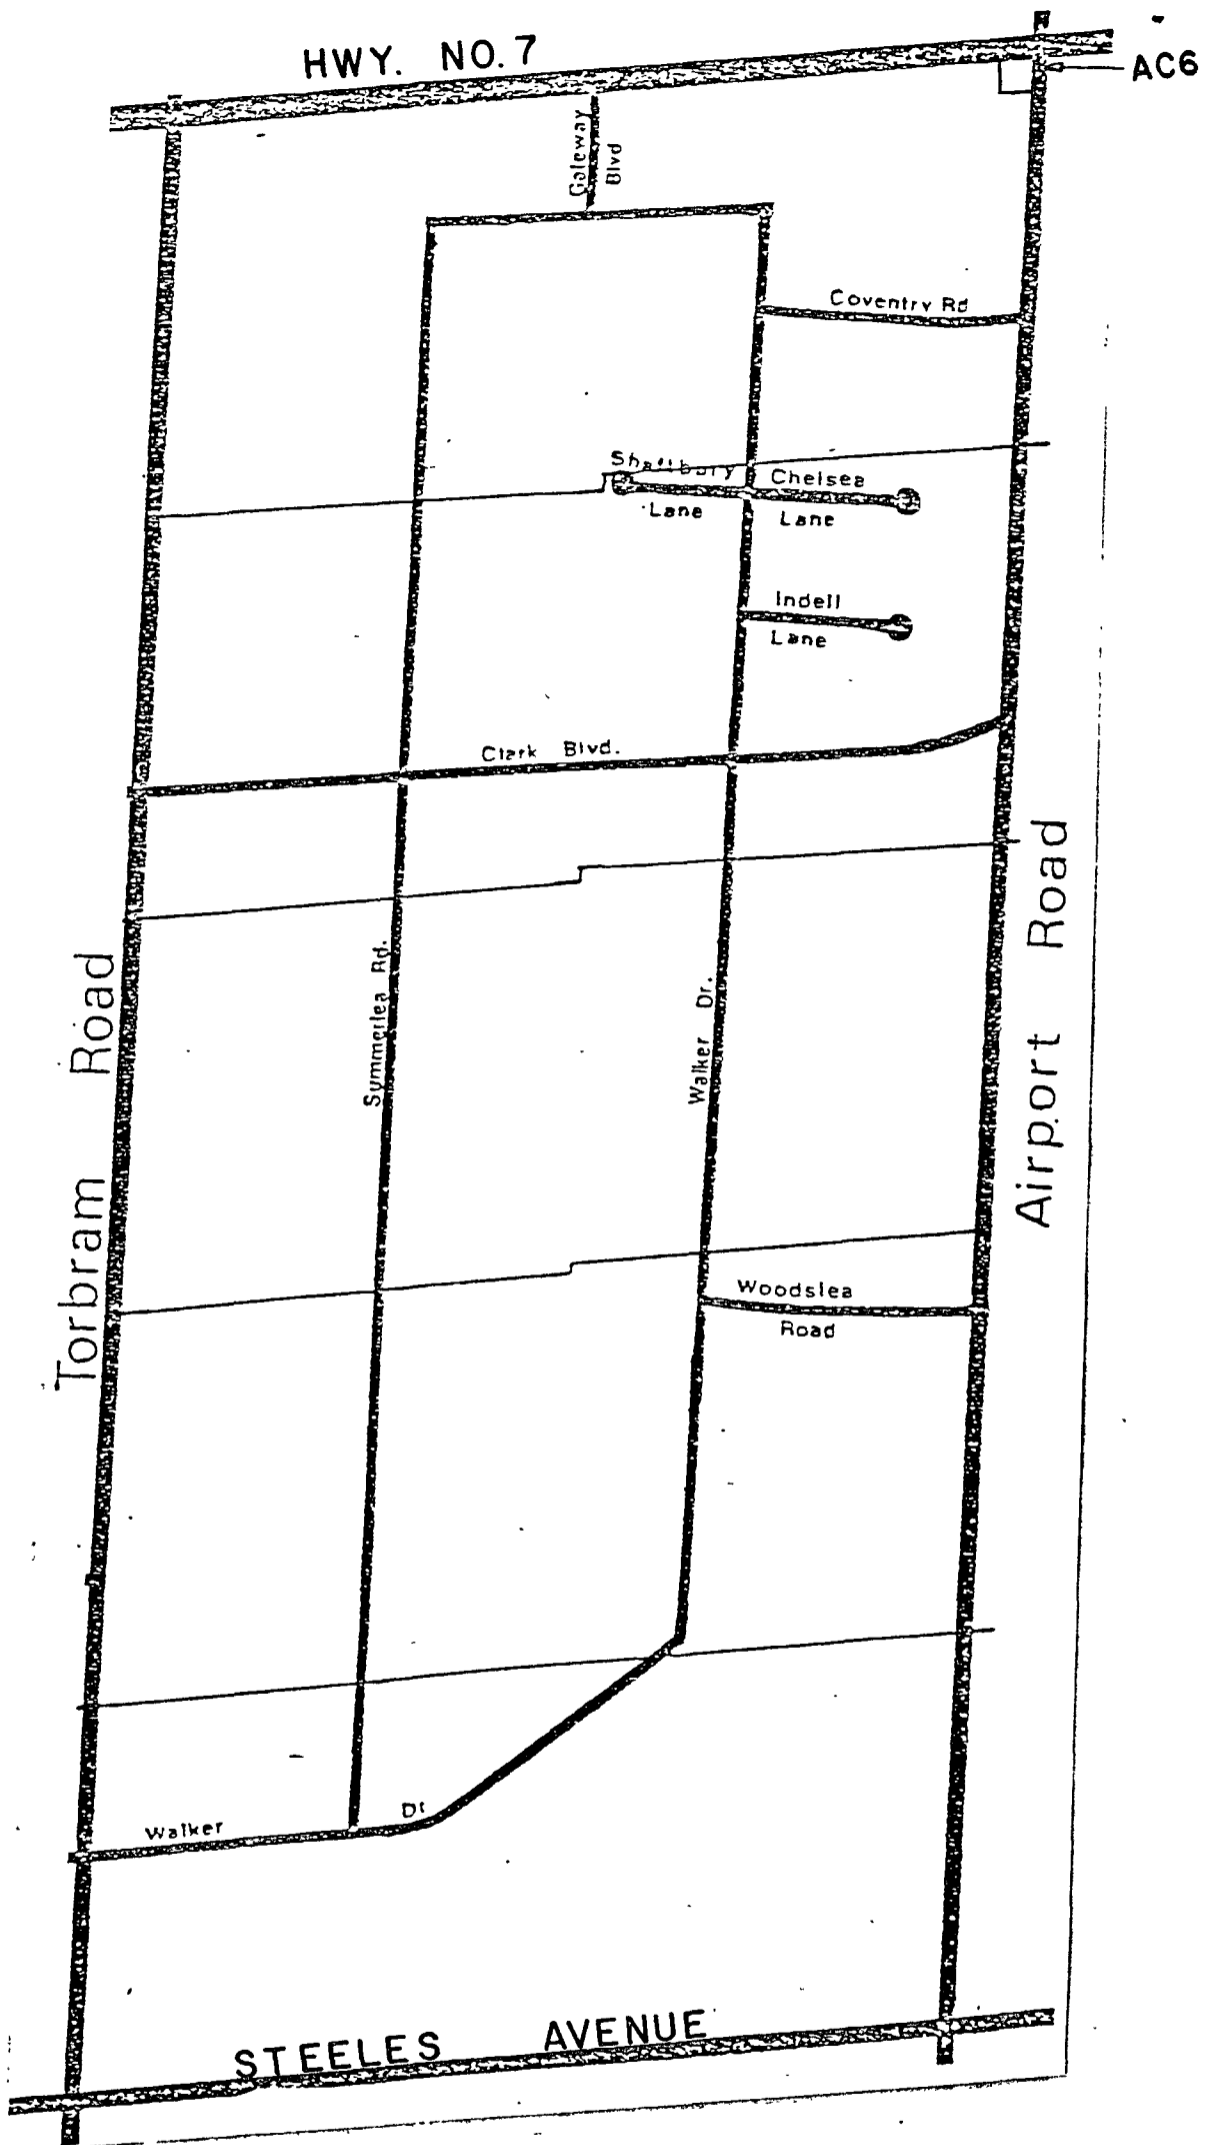 HWY. NO. 7
AC6
Gateway
Blvd
Coventry Rd
Shaftbury
Lane
Chelsea
Lane
Indell
Lane
Clark Blvd.
Torbram Road
Summerlea Rd.
Walker Dr.
Airport Road
Woodslea
Road
Walker Dr
STEELES AVENUE